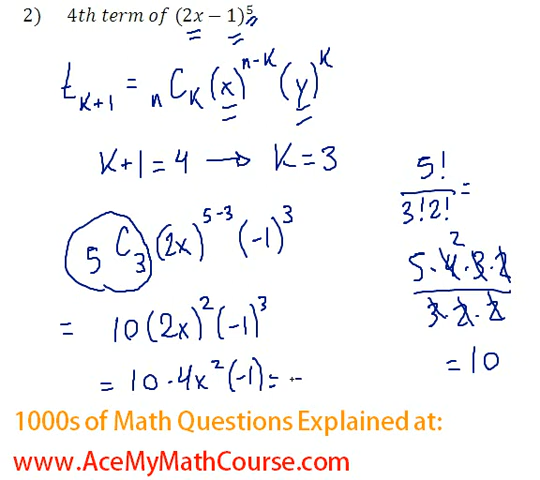 2) 4th term of (2x − 1)⁵
t_{K+1} = _nC_K (x)^{n-K} (y)^K
K+1 = 4 → K = 3
₅C₃ (2x)^{5-3} (-1)³
= 10(2x)²(-1)³
= 10·4x²(-1) = -
5!
3!2! =
5·4·3·2
2
3·2·2
= 10
1000s of Math Questions Explained at:
www.AceMyMathCourse.com